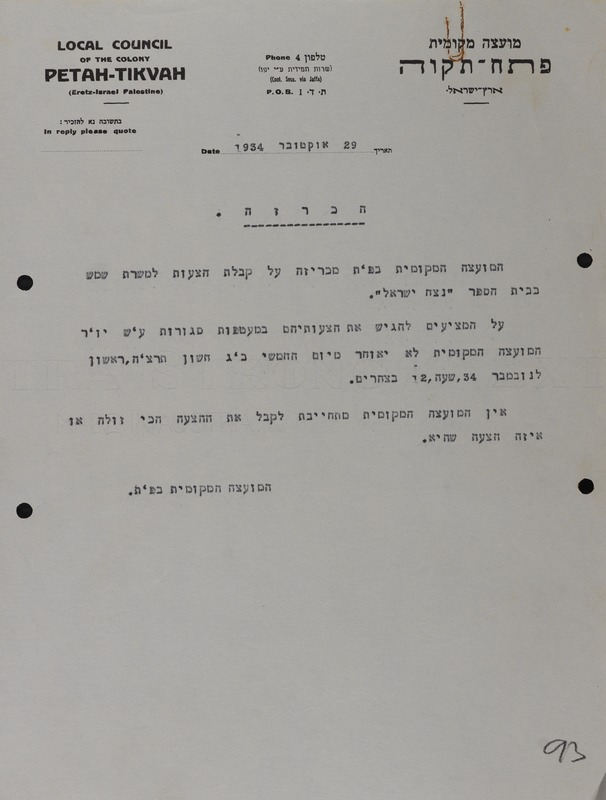 LOCAL COUNCIL
OF THE COLONY
PETAH-TIKVAH
(Eretz-Israel Palestine)
בתשובה נא להזכיר:
In reply please quote
Phone 4 טלפון
(שרות תמידית ע״י יפו)
(Cont. Serv. via Jaffa)
P.O.B. 1 ת. ד.
מועצה מקומית
פתח-תקוה
ארץ-ישראל.
Date 29 אוקטובר 1934 תאריך
הכרזה.
המועצה המקומית בפ'ת מכריזה על קבלת הצעות למשרת שמש
בבית הספר "נצח ישראל".
על המציעים להגיש את הצעותיהם במעטפות סגורות ע'ש יו'ר
המועצה המקומית לא יאוחר מיום החמשי כ'ג חשון תרצ'ה, ראשון
לנובמבר 34, שעה 12, בצהרים.
אין המועצה המקומית מתחייבת לקבל את ההצעה הכי זולה או
איזה הצעה שהיא.
המועצה המקומית בפ'ת.
93